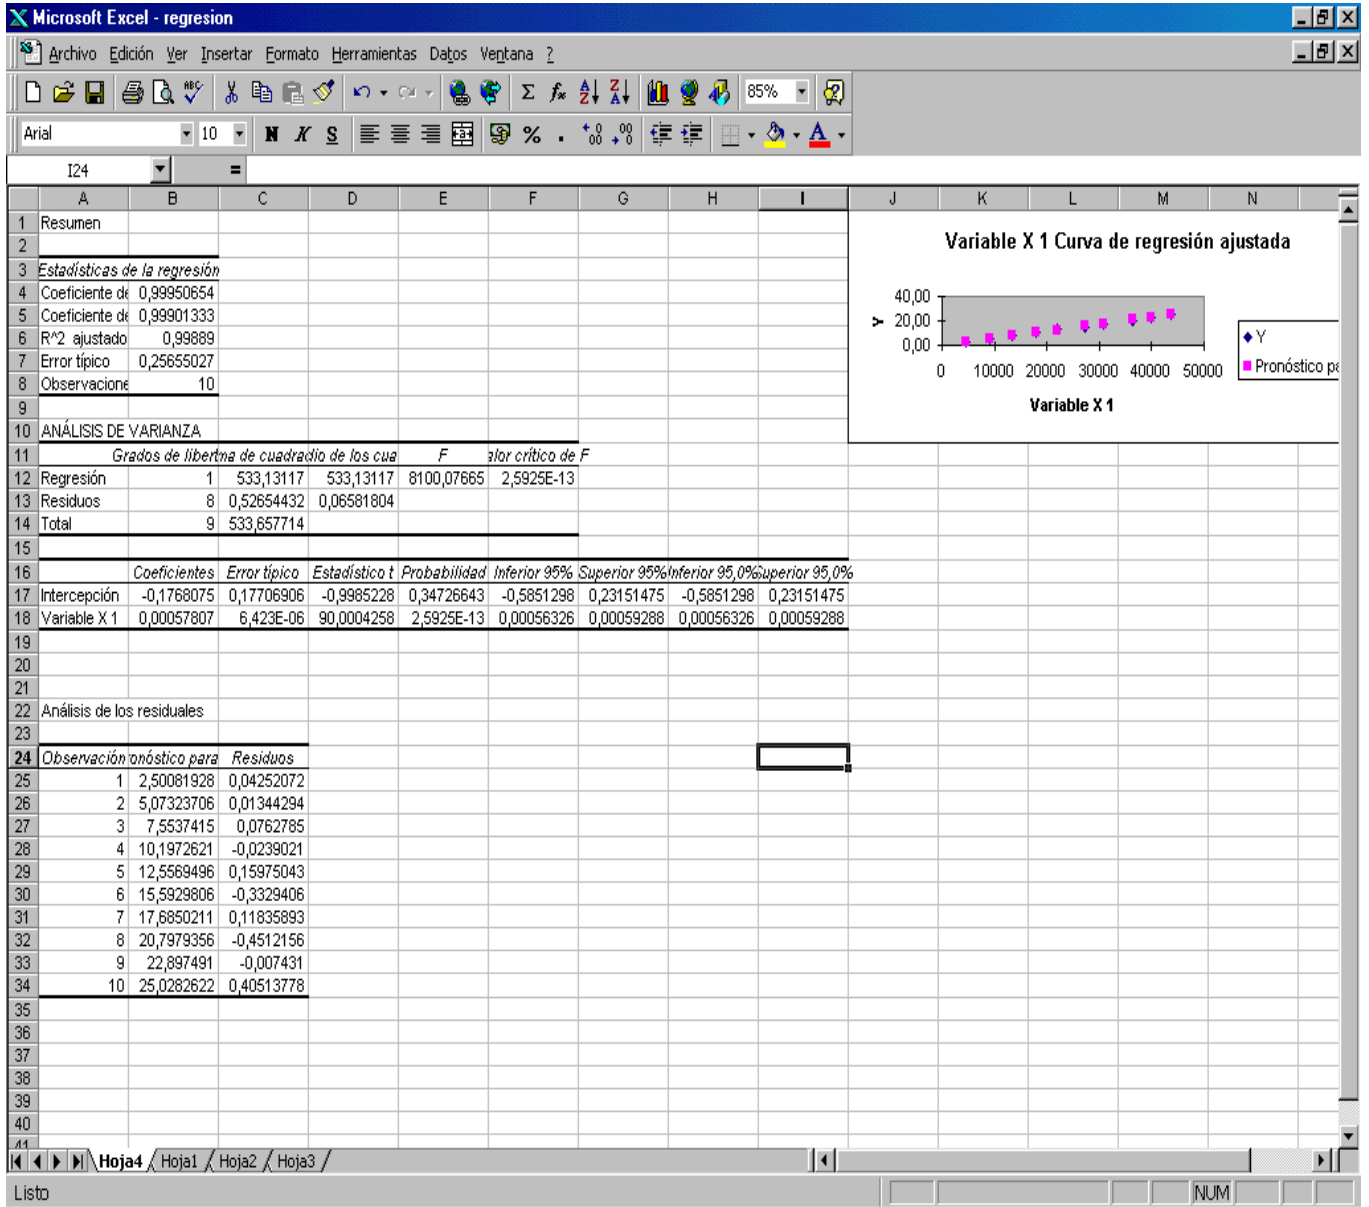 Microsoft Excel - regresion
Archivo Edición Ver Insertar Formato Herramientas Datos Ventana ?
85%
Arial 10 N K S
I24 =
A B C D E F G H I J K L M N
1 Resumen
2
3 Estadísticas de la regresión
4 Coeficiente de 0,99950654
5 Coeficiente de 0,99901333
6 R^2 ajustado 0,99889
7 Error típico 0,25655027
8 Observacione 10
9
10 ANÁLISIS DE VARIANZA
11 Grados de libert ma de cuadrad dio de los cua F alor crítico de F
12 Regresión 1 533,13117 533,13117 8100,07665 2,5925E-13
13 Residuos 8 0,52654432 0,06581804
14 Total 9 533,657714
15
16 Coeficientes Error típico Estadístico t Probabilidad Inferior 95% Superior 95% Inferior 95,0% Superior 95,0%
17 Intercepción -0,1768075 0,17706906 -0,9985228 0,34726643 -0,5851298 0,23151475 -0,5851298 0,23151475
18 Variable X 1 0,00057807 6,423E-06 90,0004258 2,5925E-13 0,00056326 0,00059288 0,00056326 0,00059288
19
20
21
22 Análisis de los residuales
23
24 Observación onóstico para Residuos
25 1 2,50081928 0,04252072
26 2 5,07323706 0,01344294
27 3 7,5537415 0,0762785
28 4 10,1972621 -0,0239021
29 5 12,5569496 0,15975043
30 6 15,5929806 -0,3329406
31 7 17,6850211 0,11835893
32 8 20,7979356 -0,4512156
33 9 22,897491 -0,007431
34 10 25,0282622 0,40513778
35
36
37
38
39
40
41
Variable X 1 Curva de regresión ajustada
40,00
20,00
0,00
Y
0 10000 20000 30000 40000 50000
Variable X 1
Y
Pronóstico pa
Hoja4 Hoja1 Hoja2 Hoja3
Listo NUM